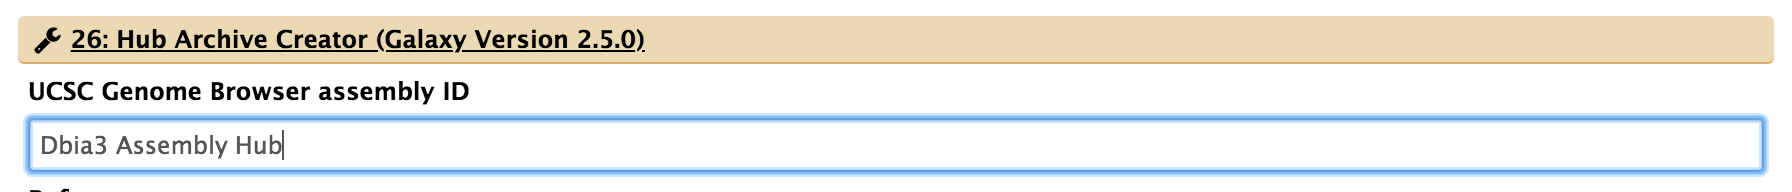 26: Hub Archive Creator (Galaxy Version 2.5.0)
UCSC Genome Browser assembly ID
Dbia3 Assembly Hub